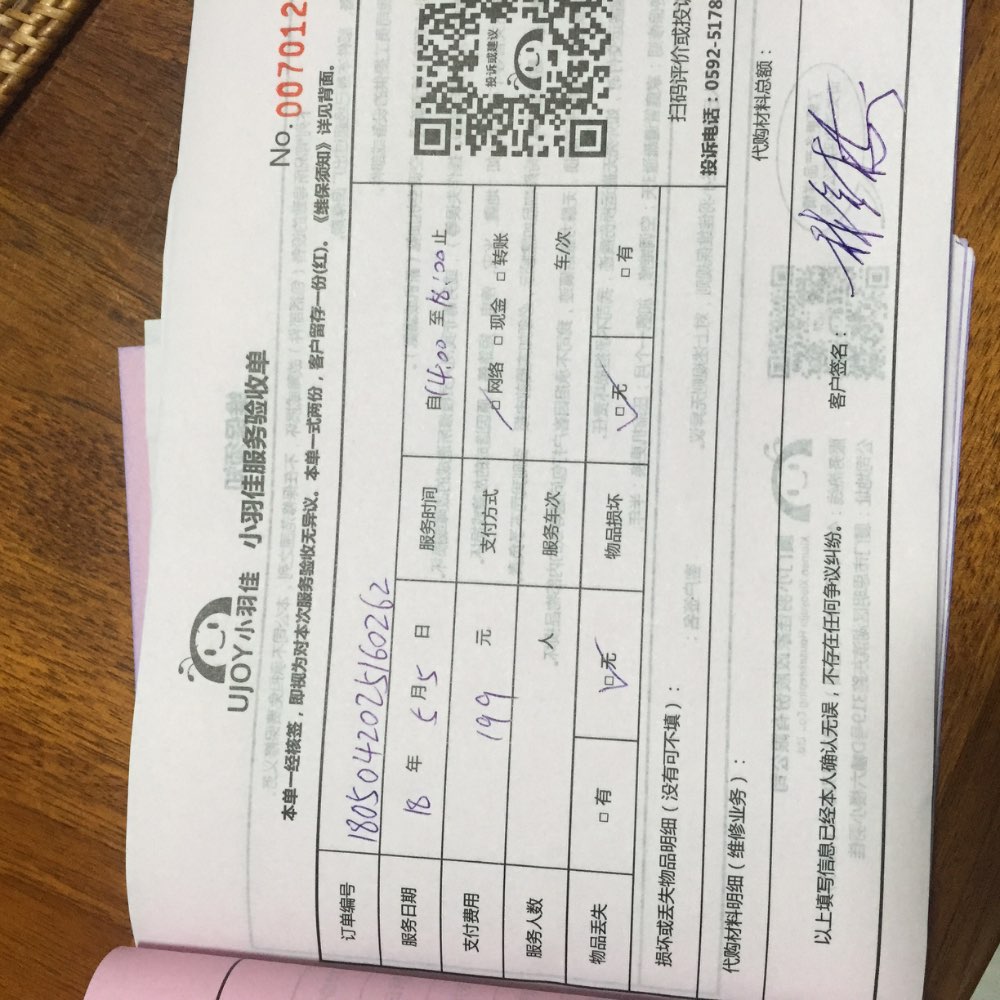 UJOY小羽佳 小羽佳服务验收单
No. 007012
本单一经核签，即视为对本次服务验收无异议。本单一式两份，客户留存一份(红)。《维保须知》详见背面。
订单编号 1805042025160262
服务日期 18 年 5 月 5 日 服务时间 自14:00 至 18:00 止
支付费用 199 元 支付方式 □ 网络 □ 现金 □ 转账
服务人数 人 服务车次 车/次
物品丢失 □ 有 □ 无 物品损坏 □ 无 □ 有
投诉或建议
扫码评价或投诉
投诉电话：0592-5178
损坏或丢失物品明细（没有可不填）：
代购材料明细（维修业务）： 代购材料总额：
以上填写信息已经本人确认无误，不存在任何争议纠纷。 客户签名：